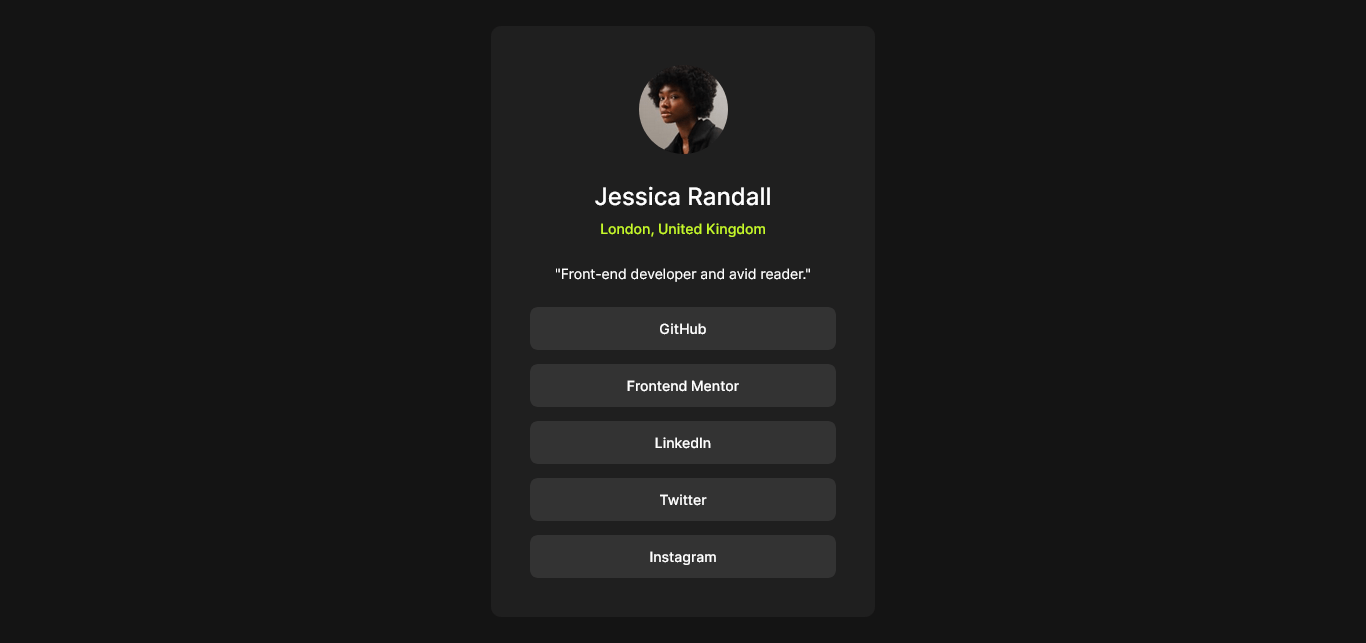 Jessica Randall
London, United Kingdom
"Front-end developer and avid reader."
GitHub
Frontend Mentor
LinkedIn
Twitter
Instagram